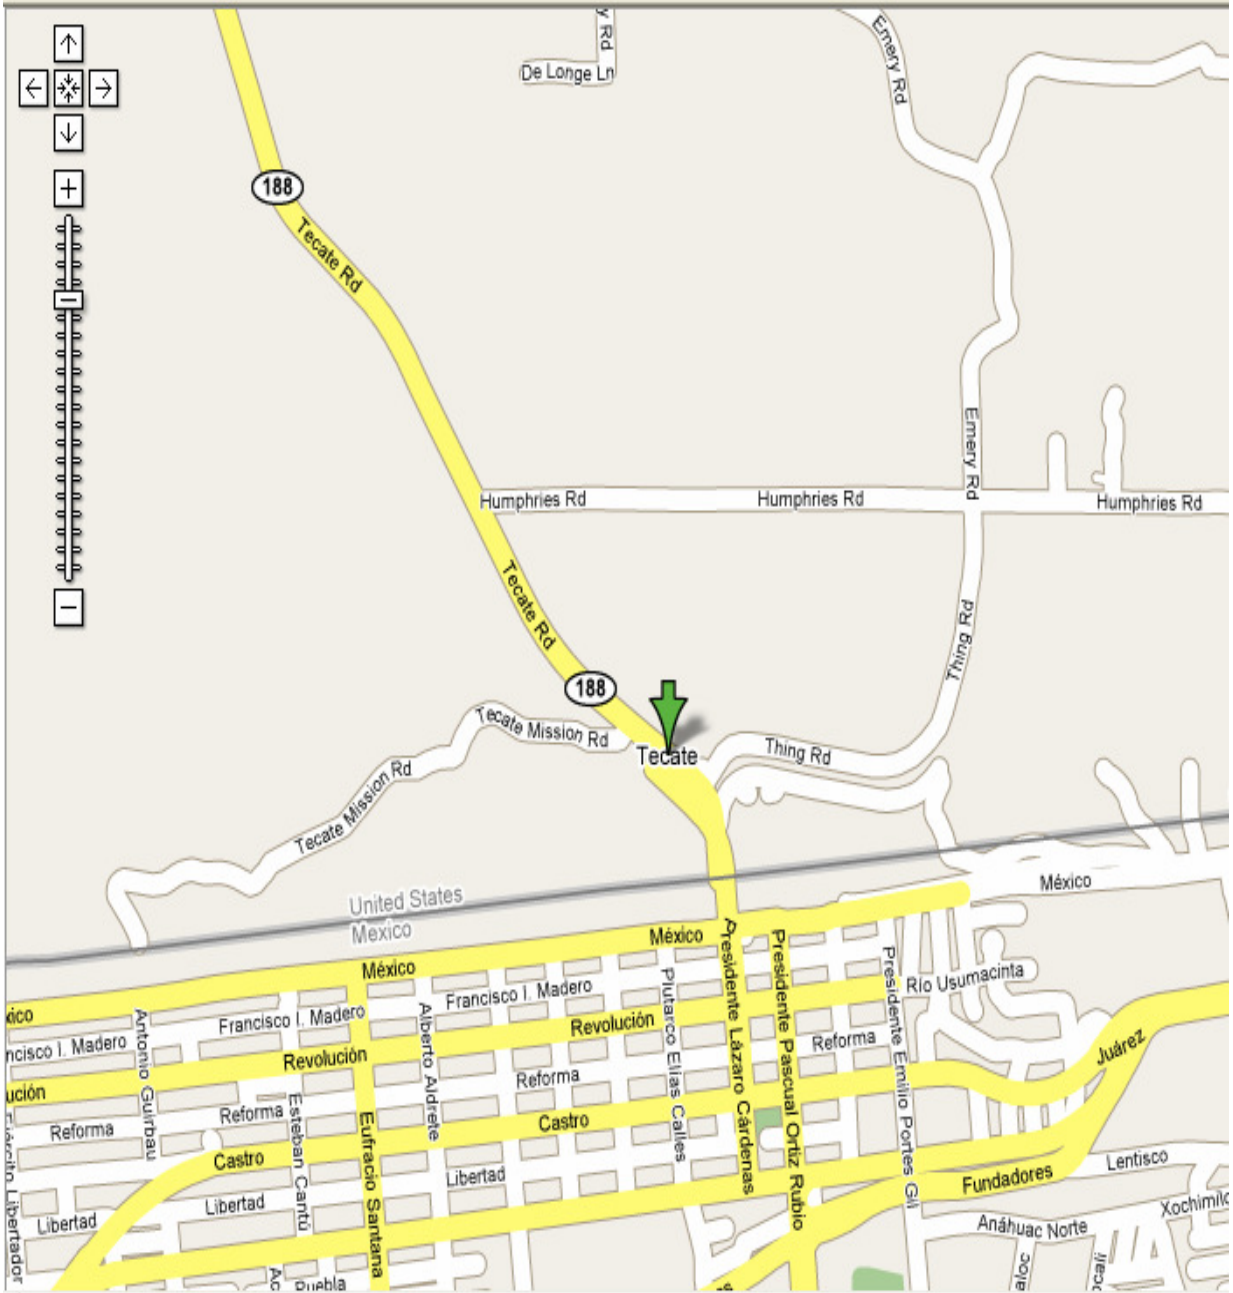 y Rd
Emery Rd
De Longe Ln
188
Tecate Rd
Emery Rd
Humphries Rd
Humphries Rd
Humphries Rd
Tecate Rd
Thing Rd
188
Tecate Mission Rd
Tecate
Thing Rd
Tecate Mission Rd
United States
Mexico
México
México
México
xico
Presidente Lázaro Cárdenas
Presidente Pascual Ortiz Rubio
Presidente Emilio Portes Gil
Plutarco Elías Calles
Río Usumacinta
Francisco I. Madero
Francisco I. Madero
ncisco I. Madero
Antonio Guirbau
Alberto Aldrete
Revolución
Revolución
ución
Reforma
Reforma
Reforma
Reforma
Juárez
Esteban Cantú
Eufracio Santana
Castro
Castro
Libertad
Libertad
Libertad
Libertador
Fundadores
Lentisco
Anáhuac Norte
Xochimilc
Ac
Puebla